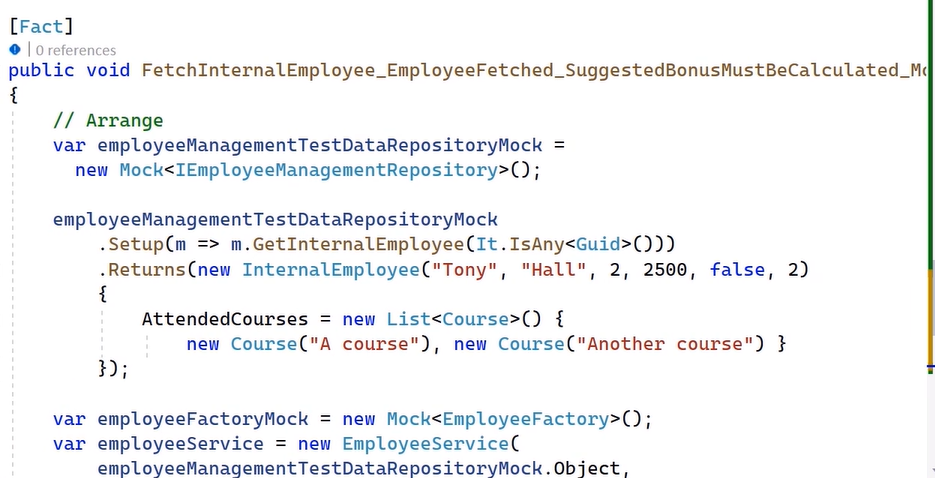 [Fact]
| 0 references
public void FetchInternalEmployee_EmployeeFetched_SuggestedBonusMustBeCalculated_Mo
{
// Arrange
var employeeManagementTestDataRepositoryMock =
new Mock<IEmployeeManagementRepository>();
employeeManagementTestDataRepositoryMock
.Setup(m => m.GetInternalEmployee(It.IsAny<Guid>()))
.Returns(new InternalEmployee("Tony", "Hall", 2, 2500, false, 2)
{
AttendedCourses = new List<Course>() {
new Course("A course"), new Course("Another course") }
});
var employeeFactoryMock = new Mock<EmployeeFactory>();
var employeeService = new EmployeeService(
employeeManagementTestDataRepositoryMock.Object,